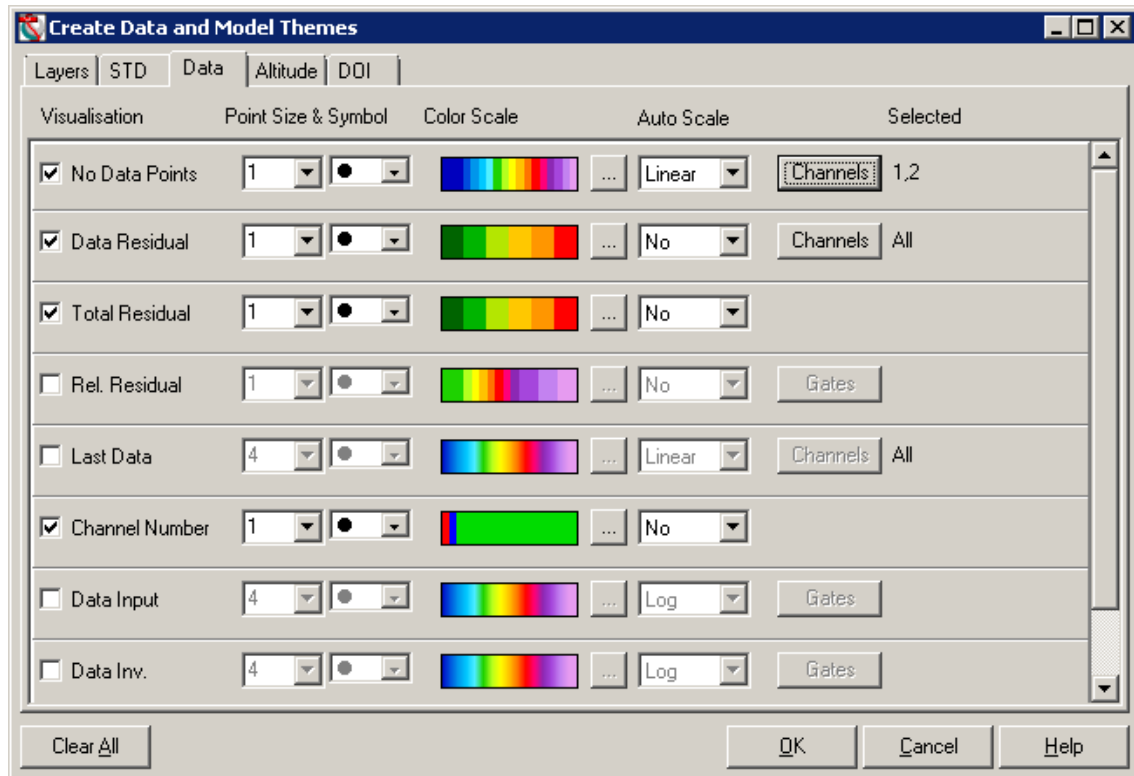 Create Data and Model Themes
Layers STD Data Altitude DOI
Visualisation Point Size & Symbol Color Scale Auto Scale Selected
No Data Points 1 ... Linear Channels 1,2
Data Residual 1 ... No Channels All
Total Residual 1 ... No
Rel. Residual 1 ... No Gates
Last Data 4 ... Linear Channels All
Channel Number 1 ... No
Data Input 4 ... Log Gates
Data Inv. 4 ... Log Gates
Clear All OK Cancel Help